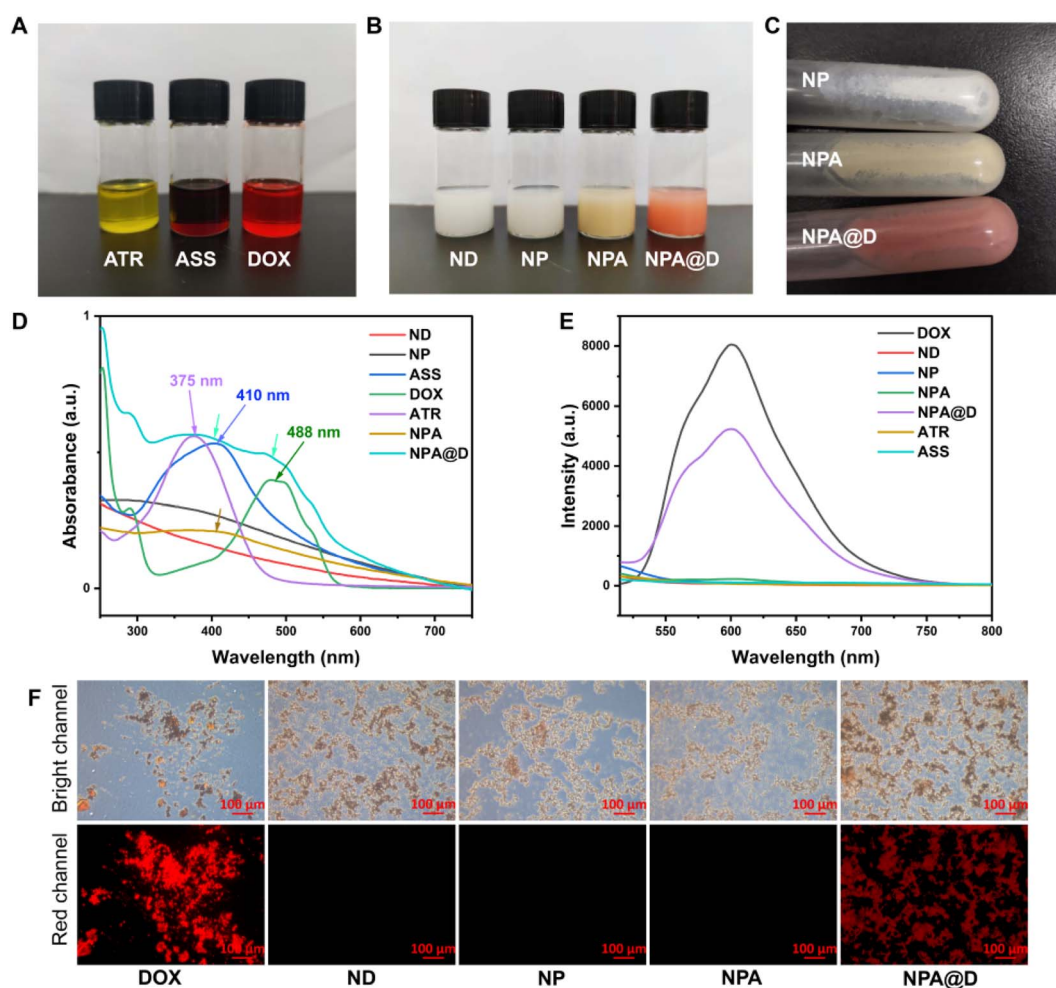 A
ATR ASS DOX
B
ND NP NPA NPA@D
C
NP
NPA
NPA@D
D
1
0
Absorabance (a.u.)
300 400 500 600 700
Wavelength (nm)
375 nm
410 nm
488 nm
ND
NP
ASS
DOX
ATR
NPA
NPA@D
E
8000
6000
4000
2000
0
Intensity (a.u.)
550 600 650 700 750 800
Wavelength (nm)
DOX
ND
NP
NPA
NPA@D
ATR
ASS
F
Bright channel
100 μm 100 μm 100 μm 100 μm 100 μm
Red channel
100 μm 100 μm 100 μm 100 μm 100 μm
DOX ND NP NPA NPA@D